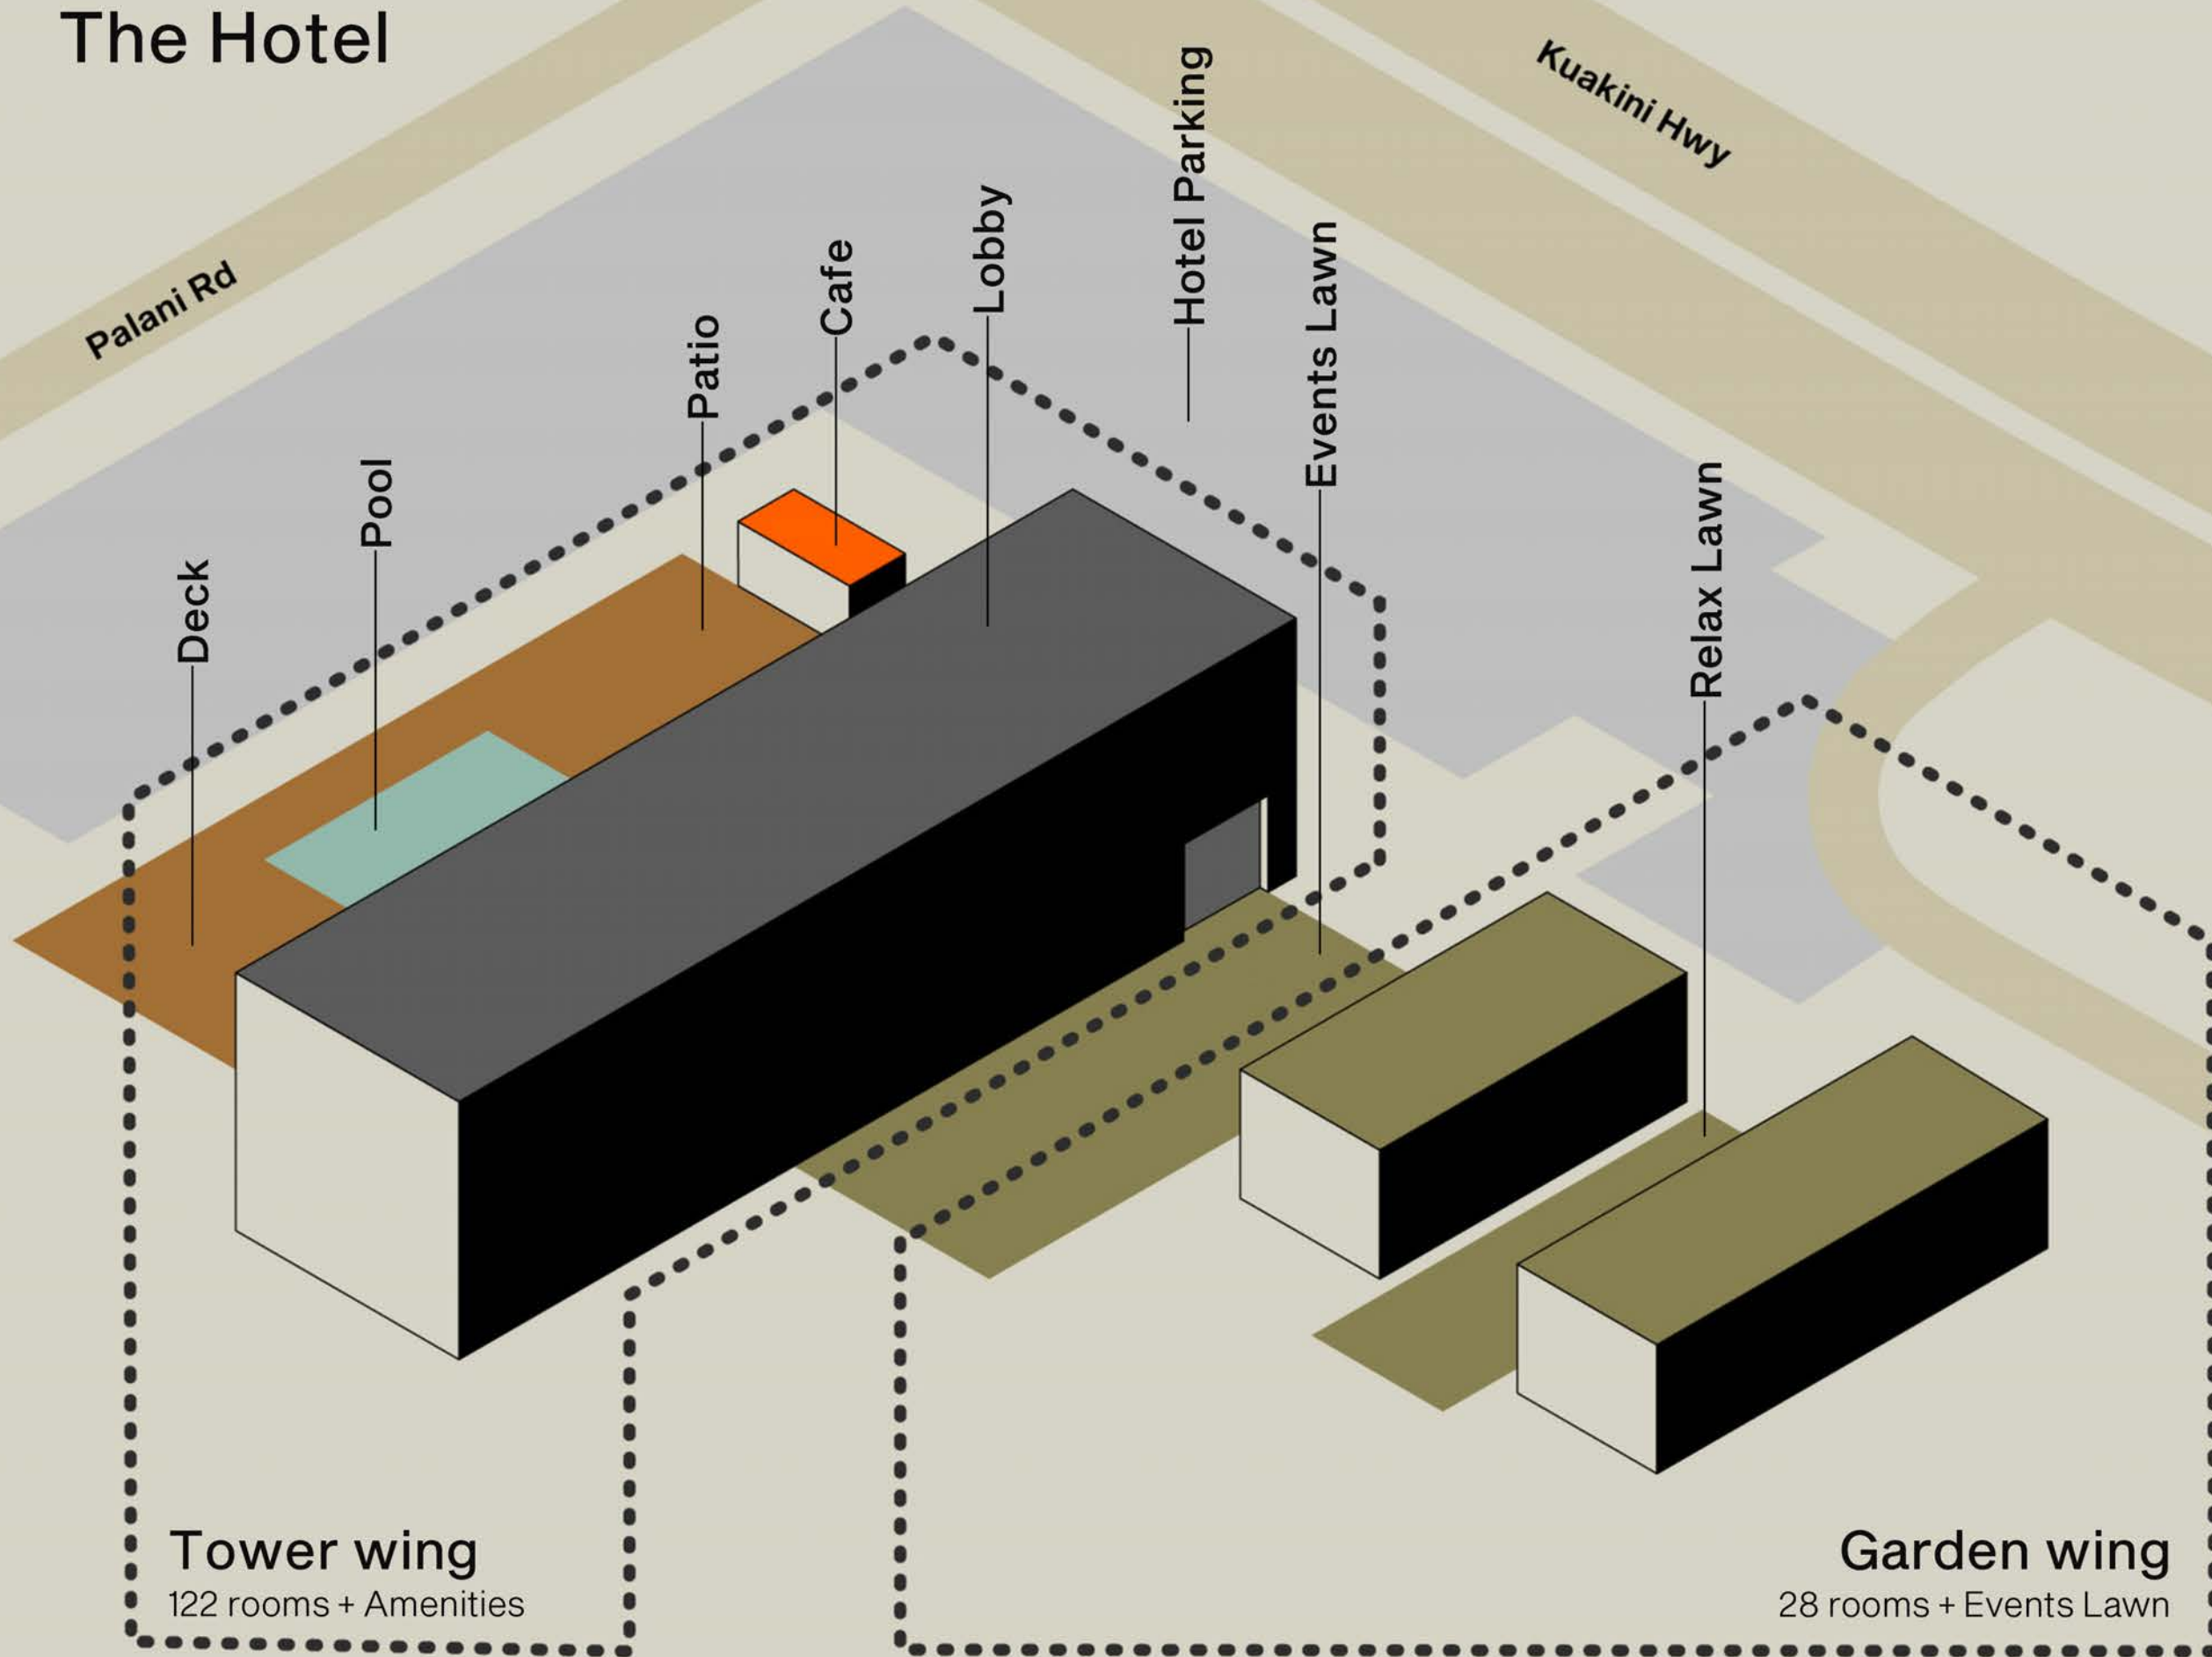 The Hotel
Kuakini Hwy
Palani Rd
Deck
Pool
Patio
Cafe
Lobby
Hotel Parking
Events Lawn
Relax Lawn
Tower wing
122 rooms + Amenities
Garden wing
28 rooms + Events Lawn